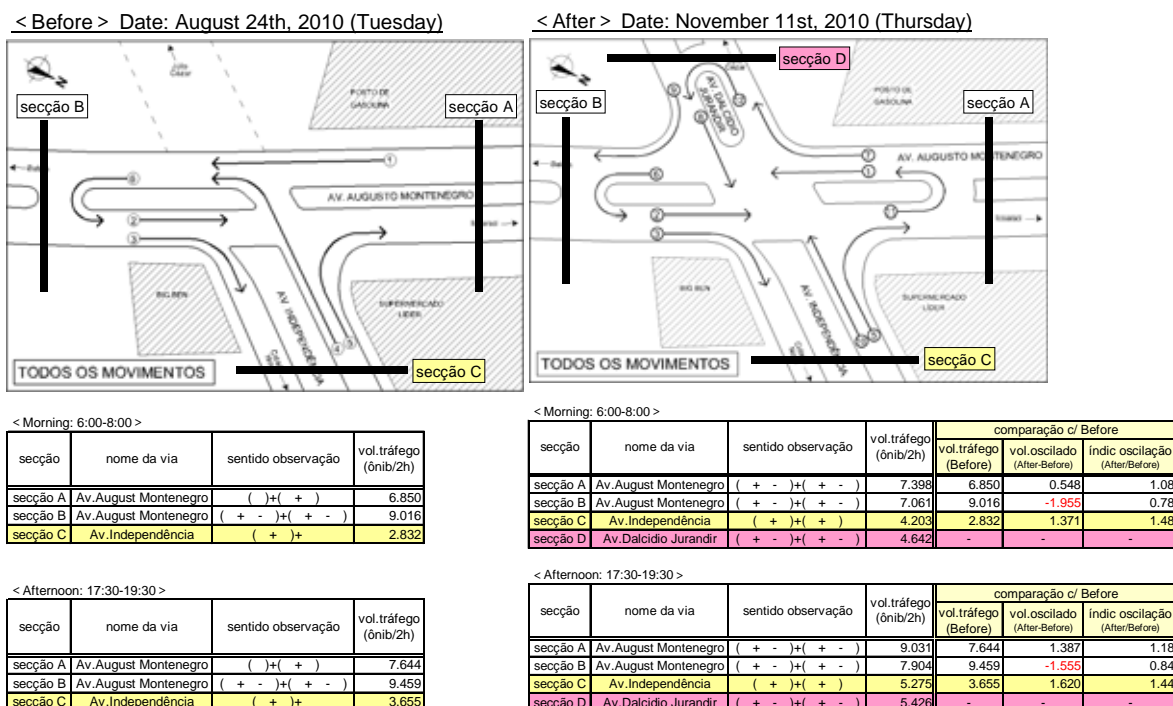 < Before > Date: August 24th, 2010 (Tuesday)
secção B
secção A
POSTO DE
GASOLINA
1
6
AV. AUGUSTO MONTENEGRO
2
3
BIG BEN
AV. INDEPENDÊNCIA
SUPERMERCADO
LIDER
4
TODOS OS MOVIMENTOS
secção C
N
< After > Date: November 11st, 2010 (Thursday)
secção D
secção B
secção A
POSTO DE
GASOLINA
AV. DALCIDIO
JURANDIR
7
1
AV. AUGUSTO MONTENEGRO
6
2
11
3
BIG BEN
AV. INDEPENDÊNCIA
SUPERMERCADO
LIDER
TODOS OS MOVIMENTOS
secção C
N
< Morning: 6:00-8:00 >
secção nome da via sentido observação vol.tráfego (ônib/2h)
secção A Av.August Montenegro ( )+( + ) 6.850
secção B Av.August Montenegro ( + - )+( + - ) 9.016
secção C Av.Independência ( + )+ 2.832
< Afternoon: 17:30-19:30 >
secção nome da via sentido observação vol.tráfego (ônib/2h)
secção A Av.August Montenegro ( )+( + ) 7.644
secção B Av.August Montenegro ( + - )+( + - ) 9.459
secção C Av.Independência ( + )+ 3.655
< Morning: 6:00-8:00 >
comparação c/ Before
secção nome da via sentido observação vol.tráfego (ônib/2h) vol.tráfego (Before) vol.oscilado (After-Before) índic oscilação (After/Before)
secção A Av.August Montenegro ( + - )+( + - ) 7.398 6.850 0.548 1.08
secção B Av.August Montenegro ( + - )+( + - ) 7.061 9.016 -1.955 0.78
secção C Av.Independência ( + )+( + ) 4.203 2.832 1.371 1.48
secção D Av.Dalcidio Jurandir ( + - )+( + - ) 4.642 - - -
< Afternoon: 17:30-19:30 >
comparação c/ Before
secção nome da via sentido observação vol.tráfego (ônib/2h) vol.tráfego (Before) vol.oscilado (After-Before) índic oscilação (After/Before)
secção A Av.August Montenegro ( + - )+( + - ) 9.031 7.644 1.387 1.18
secção B Av.August Montenegro ( + - )+( + - ) 7.904 9.459 -1.555 0.84
secção C Av.Independência ( + )+( + ) 5.275 3.655 1.620 1.44
secção D Av.Dalcidio Jurandir ( + - )+( + - ) 5.426 - - -